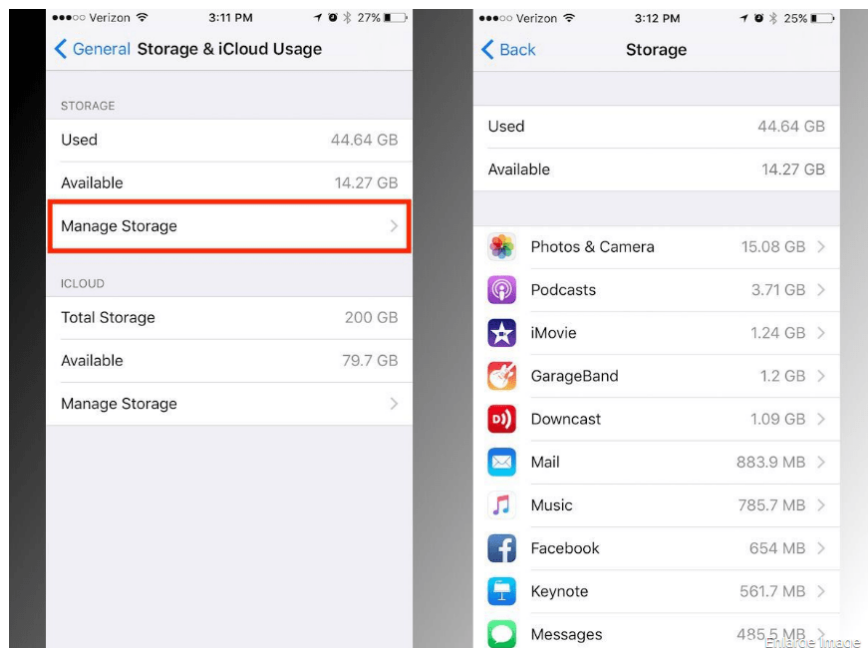 Verizon 3:11 PM 27%
General Storage & iCloud Usage
STORAGE
Used 44.64 GB
Available 14.27 GB
Manage Storage
ICLOUD
Total Storage 200 GB
Available 79.7 GB
Manage Storage
Verizon 3:12 PM 25%
Back Storage
Used 44.64 GB
Available 14.27 GB
Photos & Camera 15.08 GB
Podcasts 3.71 GB
iMovie 1.24 GB
GarageBand 1.2 GB
Downcast 1.09 GB
Mail 883.9 MB
Music 785.7 MB
Facebook 654 MB
Keynote 561.7 MB
Messages 485.5 MB
Enlarge Image